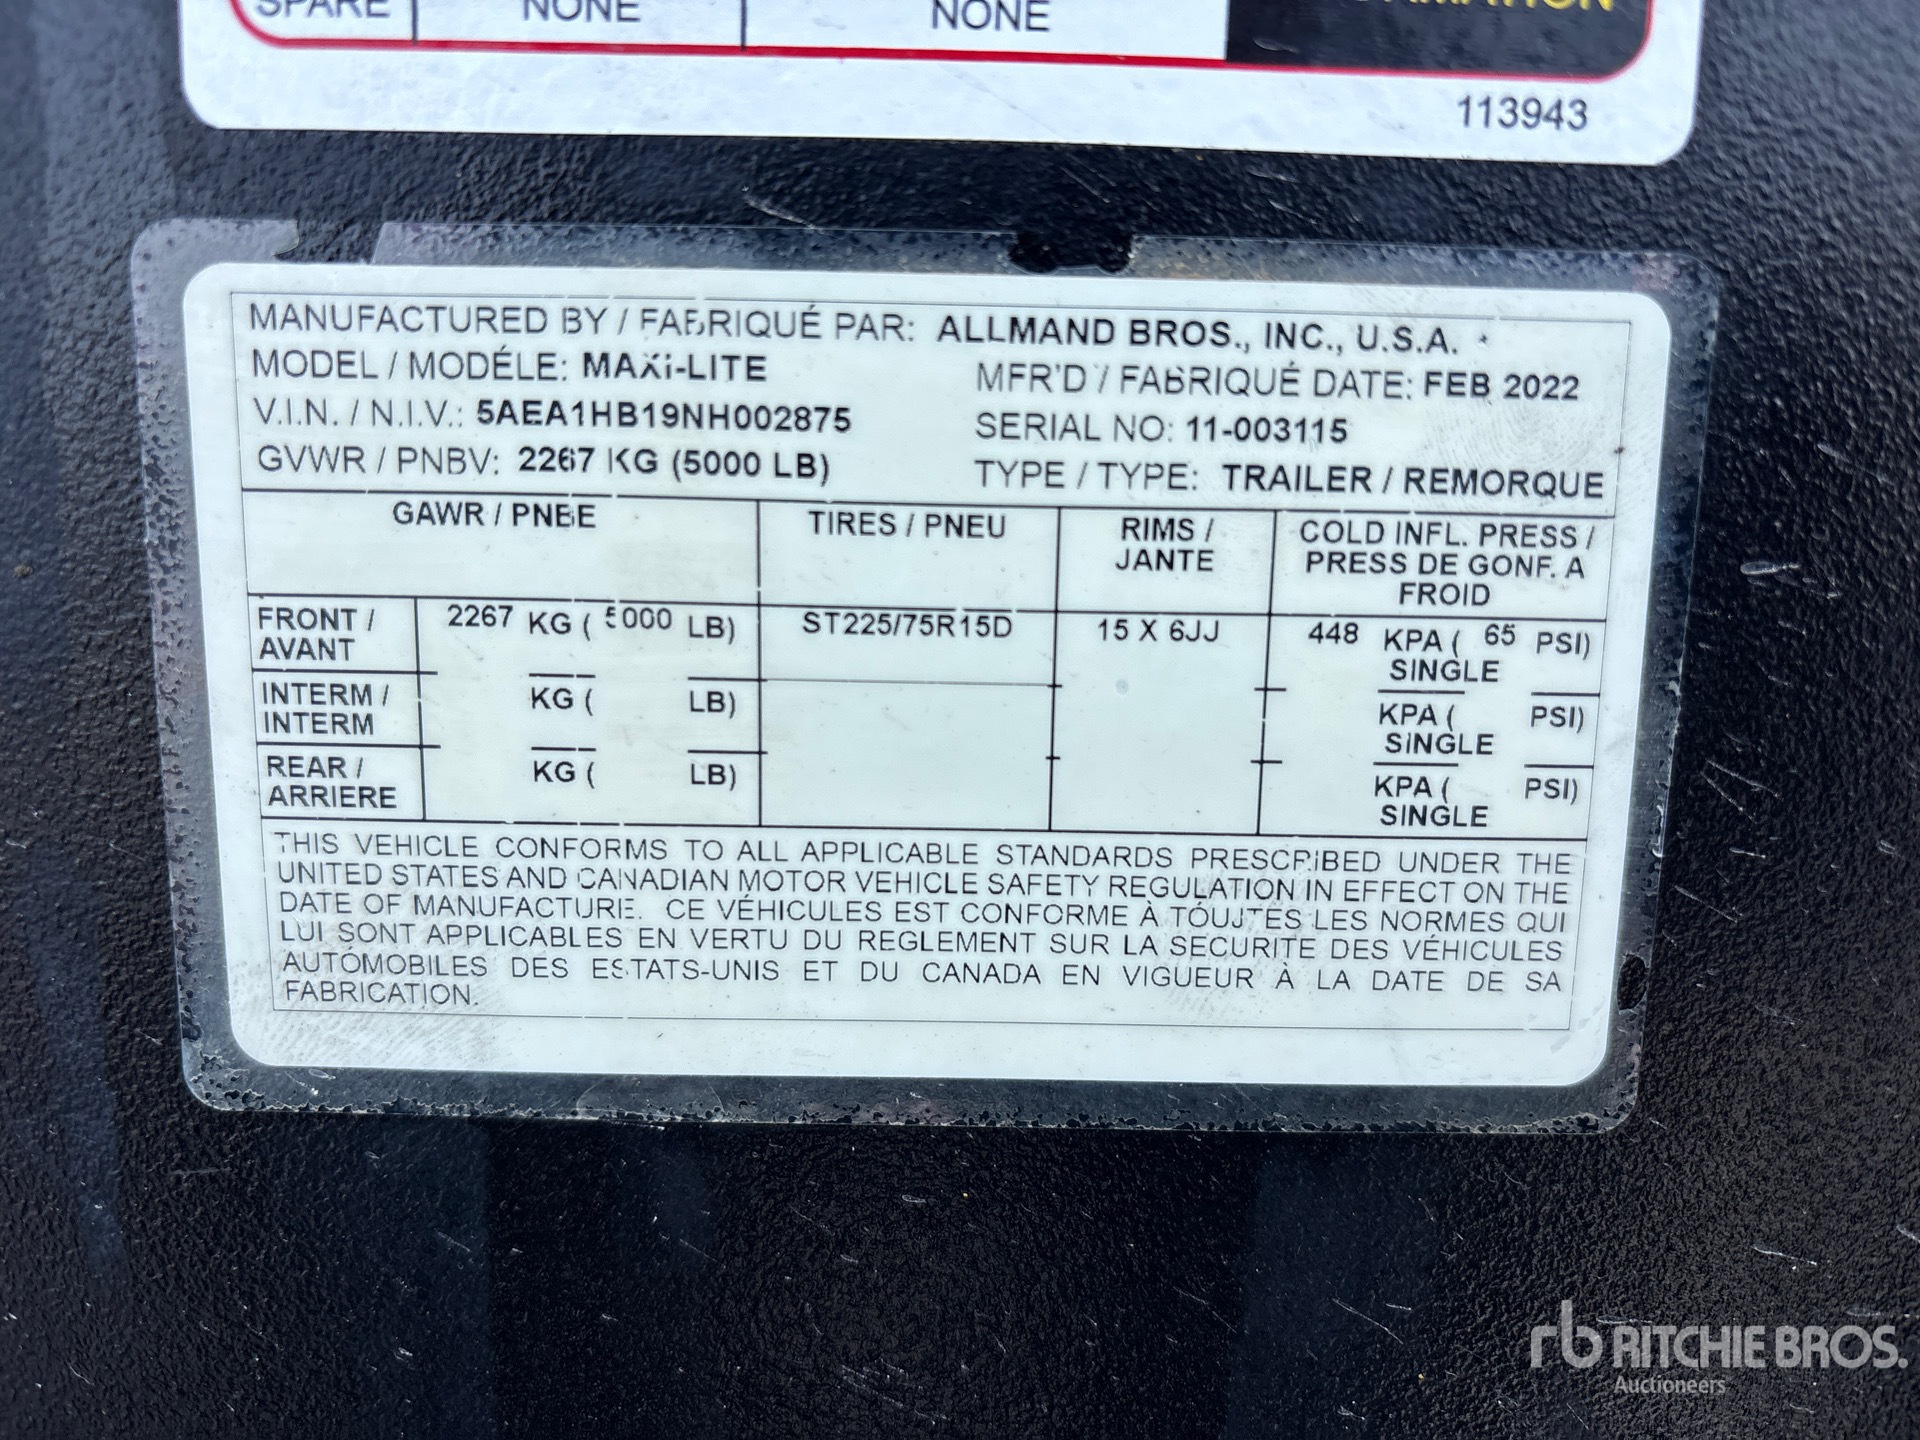 SPARE NONE NONE
113943
MANUFACTURED BY / FABRIQUÉ PAR: ALLMAND BROS., INC., U.S.A.
MODEL / MODÉLE: MAXI-LITE MFR'D / FABRIQUÉ DATE: FEB 2022
V.I.N. / N.I.V.: 5AEA1HB19NH002875 SERIAL NO: 11-003115
GVWR / PNBV: 2267 KG (5000 LB) TYPE / TYPE: TRAILER / REMORQUE
GAWR / PNBE TIRES / PNEU RIMS / JANTE COLD INFL. PRESS / PRESS DE GONF. A FROID
FRONT / AVANT 2267 KG ( 5000 LB) ST225/75R15D 15 X 6JJ 448 KPA ( 65 PSI) SINGLE
INTERM / INTERM KG ( LB) KPA ( PSI) SINGLE
REAR / ARRIERE KG ( LB) KPA ( PSI) SINGLE
THIS VEHICLE CONFORMS TO ALL APPLICABLE STANDARDS PRESCRIBED UNDER THE
UNITED STATES AND CANADIAN MOTOR VEHICLE SAFETY REGULATION IN EFFECT ON THE
DATE OF MANUFACTURE. CE VÉHICULES EST CONFORME À TOUJTES LES NORMES QUI
LUI SONT APPLICABLES EN VERTU DU REGLEMENT SUR LA SECURITE DES VÉHICULES
AUTOMOBILES DES ESTATS-UNIS ET DU CANADA EN VIGUEUR À LA DATE DE SA
FABRICATION.
rb RITCHIE BROS.
Auctioneers